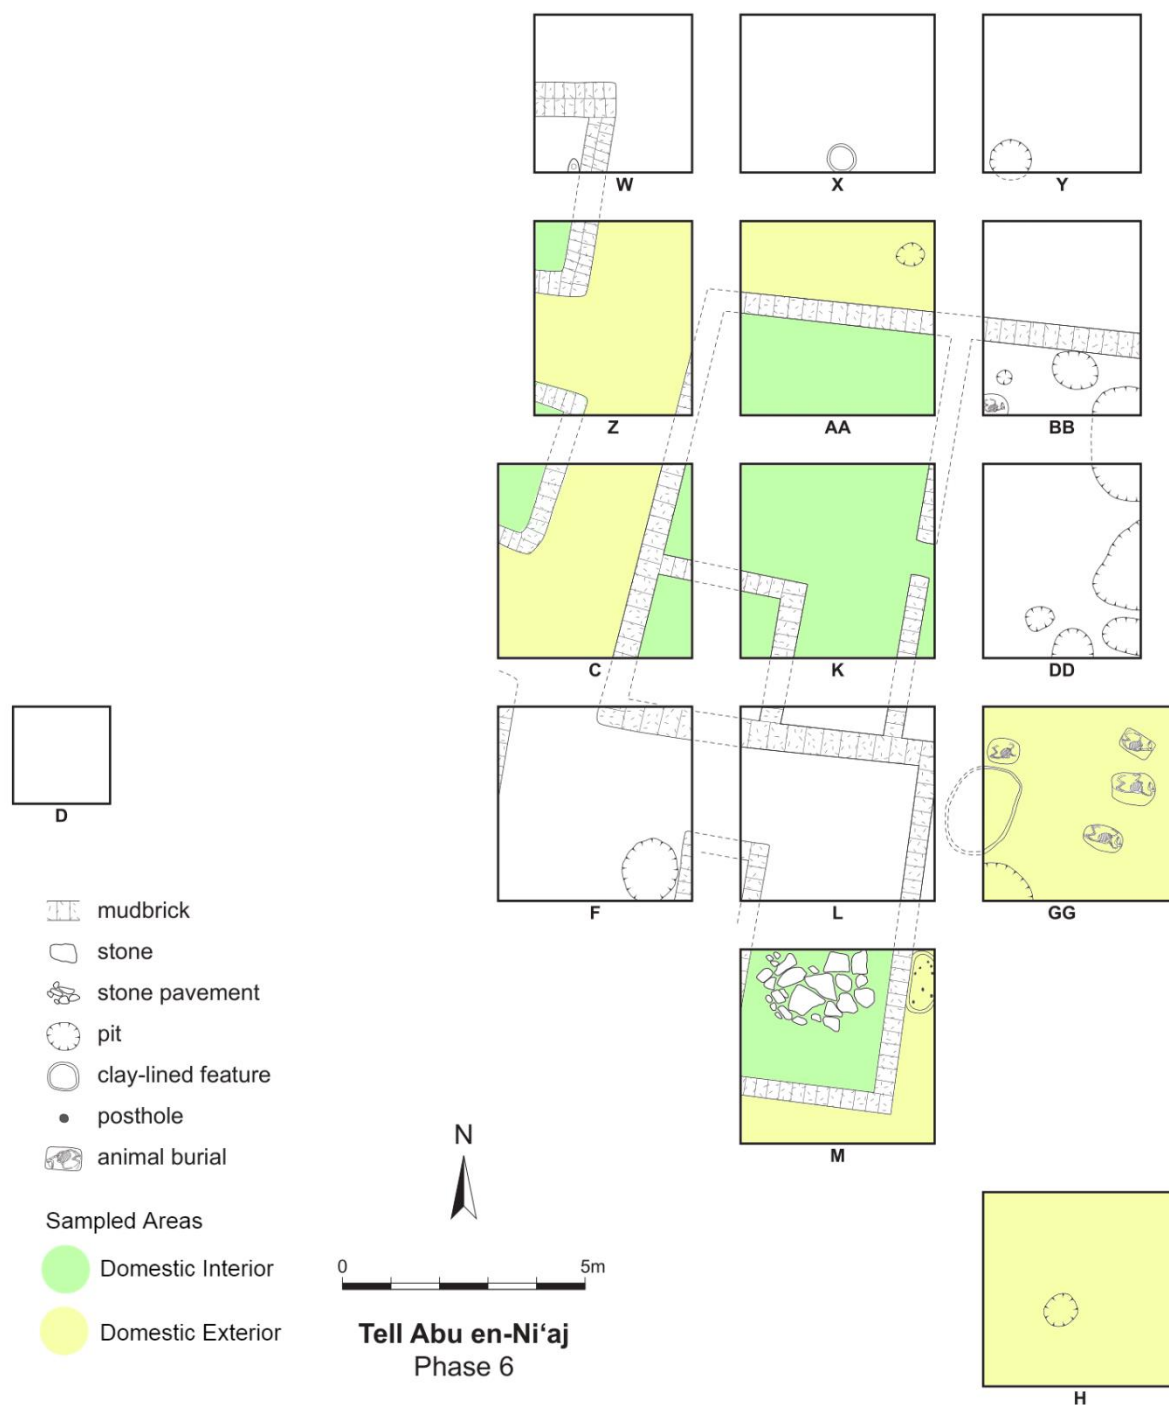 W
X
Y
Z
AA
BB
C
K
DD
D
F
L
GG
M
H
mudbrick
stone
stone pavement
pit
clay-lined feature
posthole
animal burial
Sampled Areas
Domestic Interior
Domestic Exterior
N
0 5m
Tell Abu en-Ni‘aj
Phase 6